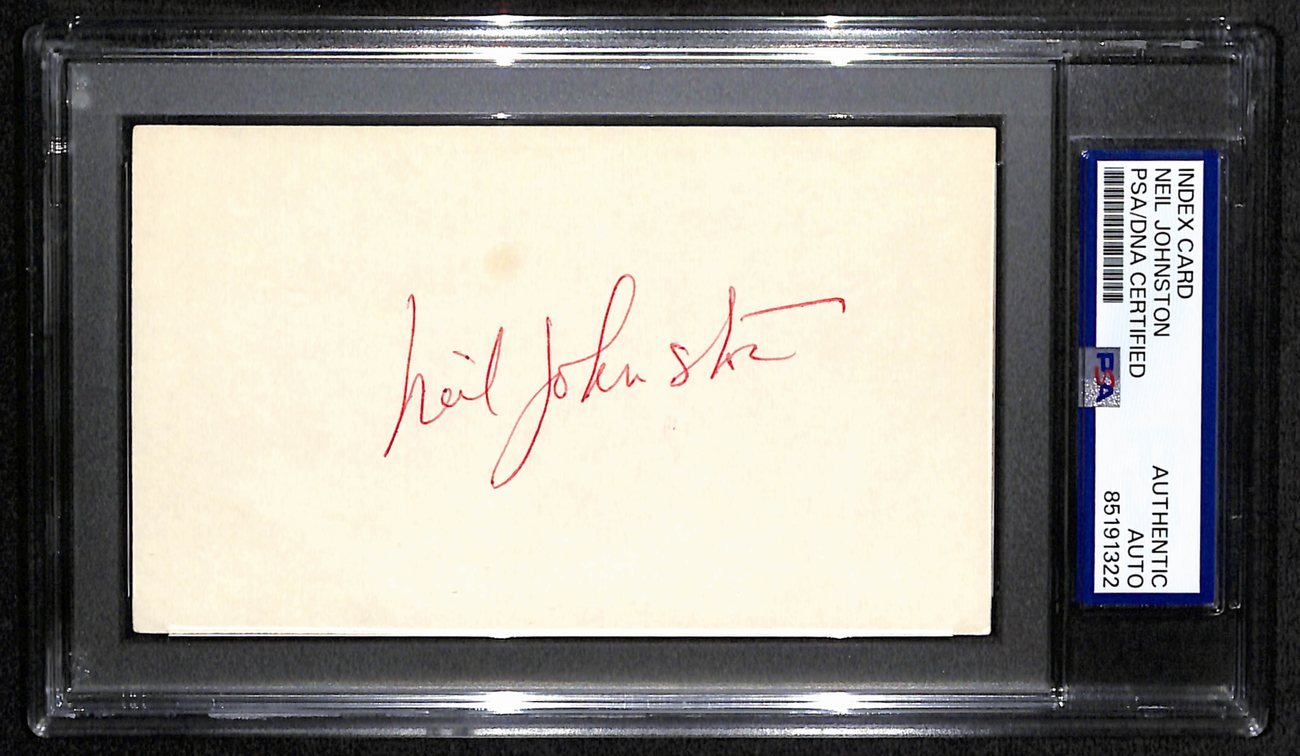 Neil Johnston
INDEX CARD
NEIL JOHNSTON
PSA/DNA CERTIFIED
PSA
AUTHENTIC
AUTO
85191322